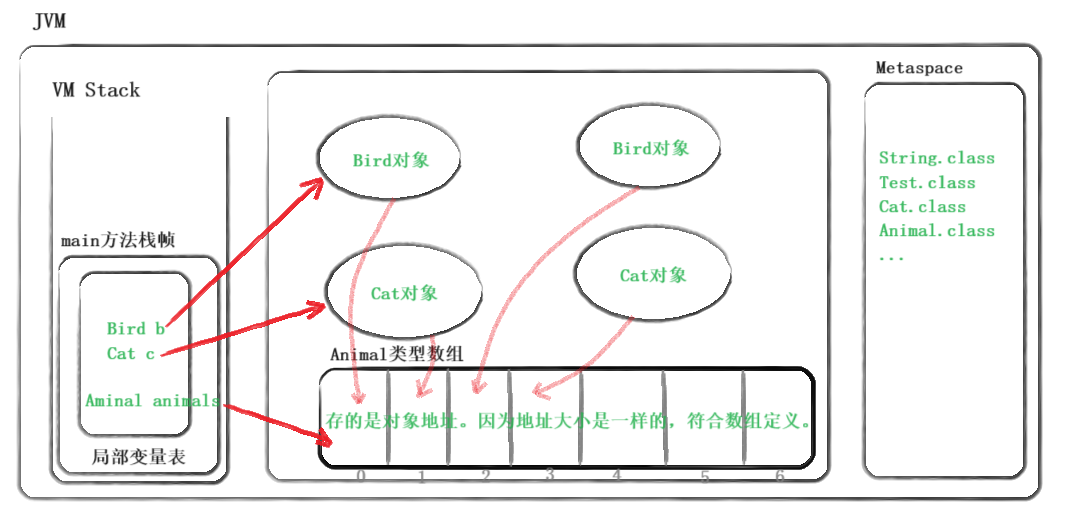 JVM
VM Stack
Metaspace
Bird对象
Bird对象
String.class
Test.class
Cat.class
Animal.class
...
main方法栈帧
Cat对象
Cat对象
Bird b
Cat c
Animal类型数组
Aminal animals
存的是对象地址。因为地址大小是一样的，符合数组定义。
局部变量表
0 1 2 3 4 5 6